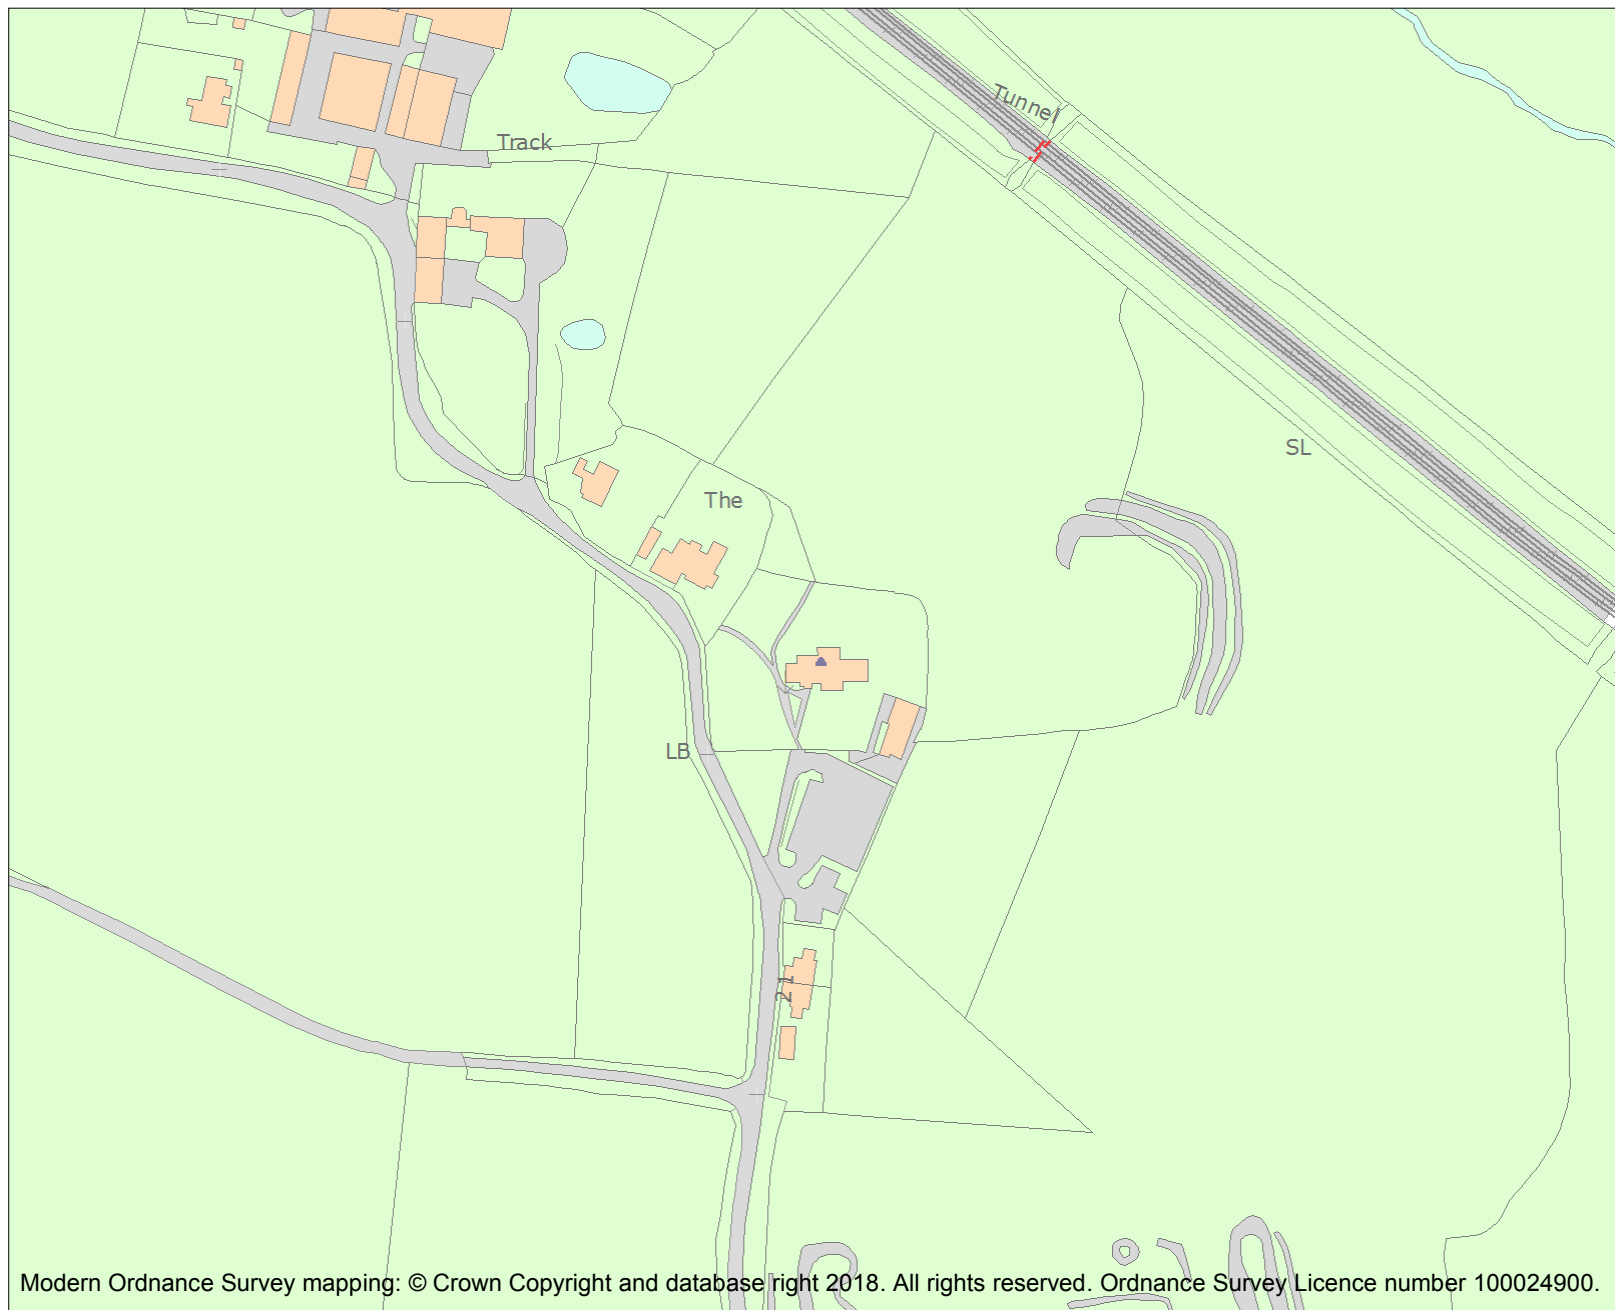 Tunnel
Track
SL
The
LB
21
Modern Ordnance Survey mapping: © Crown Copyright and database right 2018. All rights reserved. Ordnance Survey Licence number 100024900.